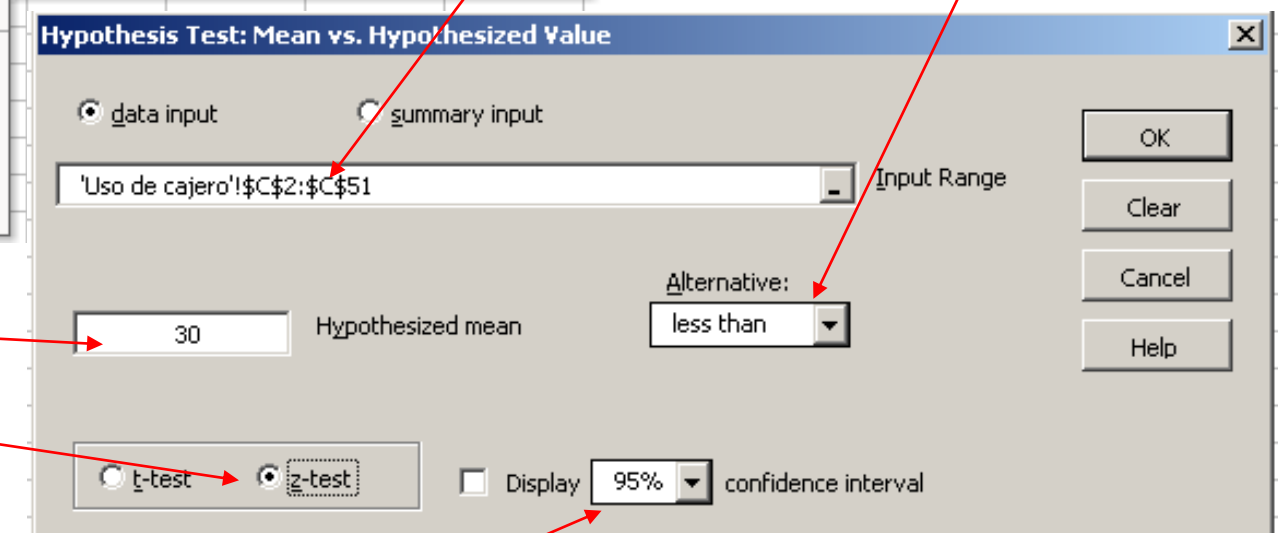 Hypothesis Test: Mean vs. Hypothesized Value
data input summary input
OK
'Uso de cajero'!$C$2:$C$51 _ Input Range
Clear
Alternative:
Cancel
30 Hypothesized mean less than
Help
t-test z-test Display 95% confidence interval